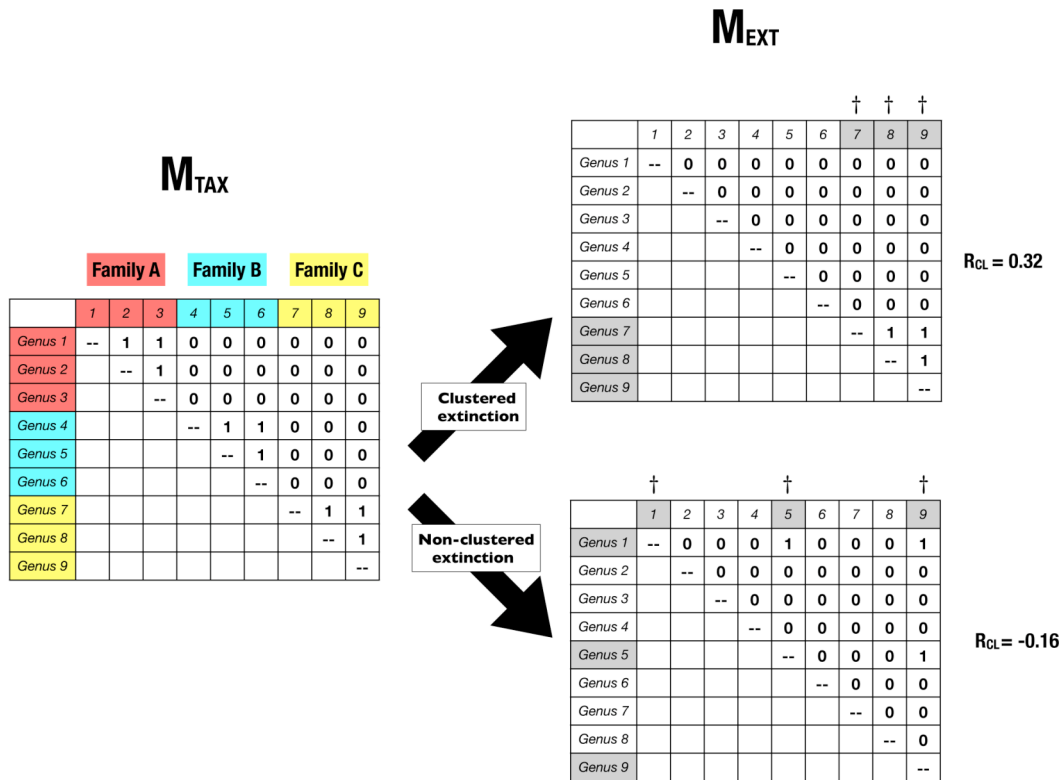 M_EXT
† † †
1 2 3 4 5 6 7 8 9
Genus 1 -- 0 0 0 0 0 0 0 0
Genus 2 -- 0 0 0 0 0 0 0
Genus 3 -- 0 0 0 0 0 0
Genus 4 -- 0 0 0 0 0
Genus 5 -- 0 0 0 0
Genus 6 -- 0 0 0
Genus 7 -- 1 1
Genus 8 -- 1
Genus 9 --
R_CL = 0.32
M_TAX
Family A Family B Family C
1 2 3 4 5 6 7 8 9
Genus 1 -- 1 1 0 0 0 0 0 0
Genus 2 -- 1 0 0 0 0 0 0
Genus 3 -- 0 0 0 0 0 0
Genus 4 -- 1 1 0 0 0
Genus 5 -- 1 0 0 0
Genus 6 -- 0 0 0
Genus 7 -- 1 1
Genus 8 -- 1
Genus 9 --
Clustered
extinction
Non-clustered
extinction
† † †
1 2 3 4 5 6 7 8 9
Genus 1 -- 0 0 0 1 0 0 0 1
Genus 2 -- 0 0 0 0 0 0 0
Genus 3 -- 0 0 0 0 0 0
Genus 4 -- 0 0 0 0 0
Genus 5 -- 0 0 0 1
Genus 6 -- 0 0 0
Genus 7 -- 0 0
Genus 8 -- 0
Genus 9 --
R_CL = -0.16